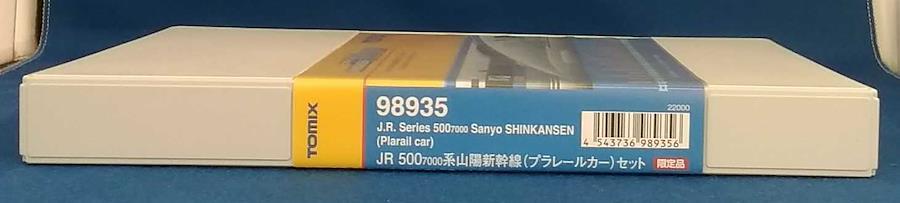 TOMIX
98935
22000
J.R. Series 5007000 Sanyo SHINKANSEN
(Plarail car)
4 543736 989356
JR 5007000系山陽新幹線(プラレールカー)セット 限定品